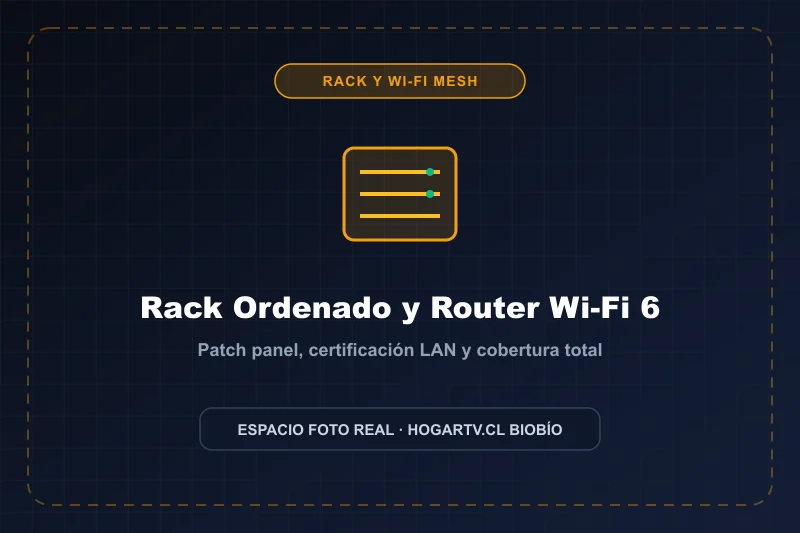 RACK Y WI-FI MESH
Rack Ordenado y Router Wi-Fi 6
Patch panel, certificación LAN y cobertura total
ESPACIO FOTO REAL · HOGARTV.CL BIOBÍO